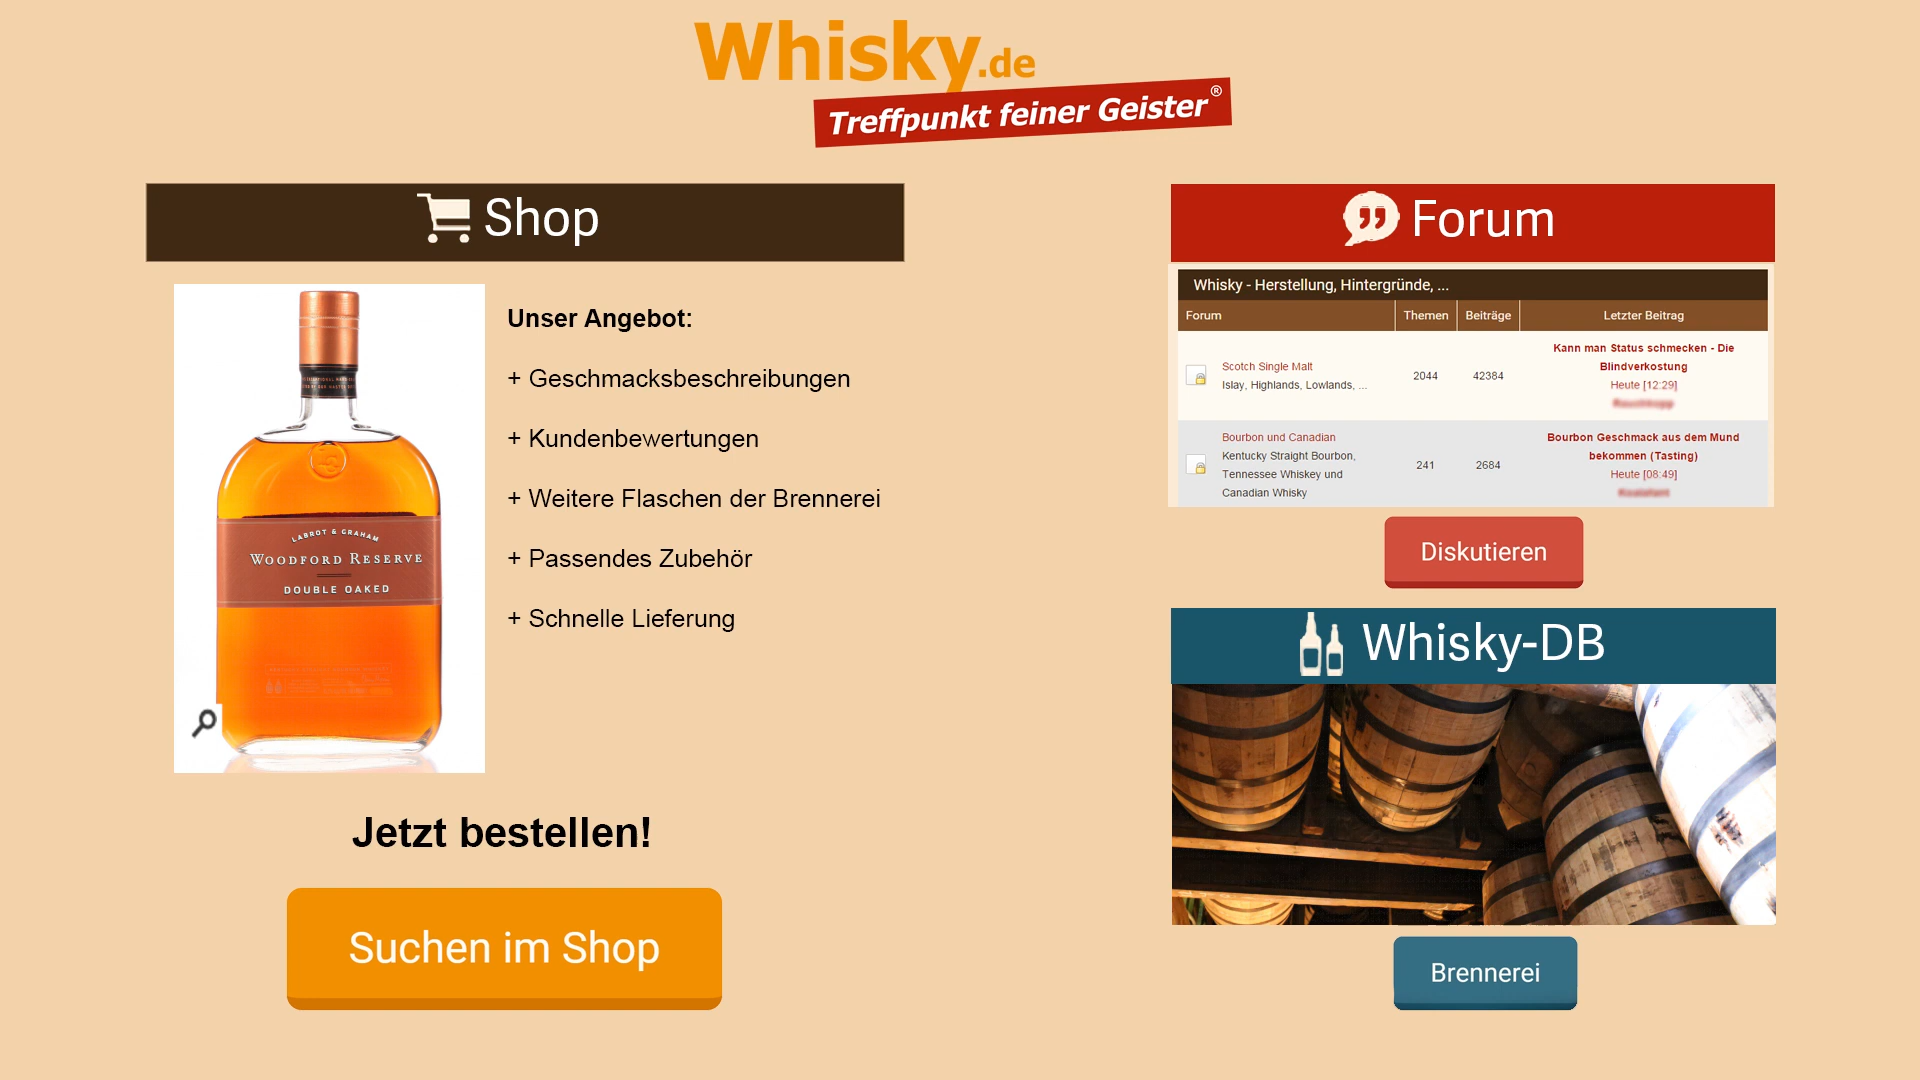 Whisky.de
Treffpunkt feiner Geister®
Shop
LABROT & GRAHAM
WOODFORD RESERVE
DOUBLE OAKED
Unser Angebot:
+ Geschmacksbeschreibungen
+ Kundenbewertungen
+ Weitere Flaschen der Brennerei
+ Passendes Zubehör
+ Schnelle Lieferung
Jetzt bestellen!
Suchen im Shop
Forum
Whisky - Herstellung, Hintergründe, ...
Forum Themen Beiträge Letzter Beitrag
Scotch Single Malt
Islay, Highlands, Lowlands, ...
2044 42384
Kann man Status schmecken - Die
Blindverkostung
Heute [12:29]
Bourbon und Canadian
Kentucky Straight Bourbon,
Tennessee Whiskey und
Canadian Whisky
241 2684
Bourbon Geschmack aus dem Mund
bekommen (Tasting)
Heute [08:49]
Diskutieren
Whisky-DB
Brennerei